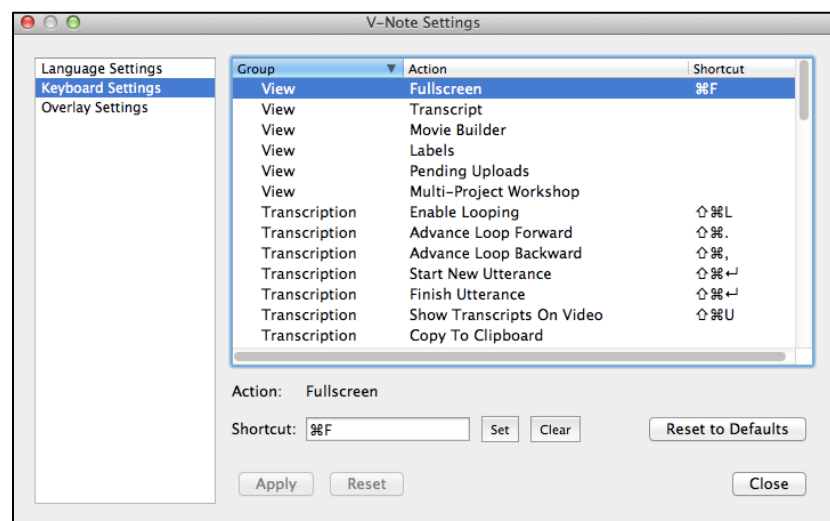 V-Note Settings
Language Settings
Keyboard Settings
Overlay Settings
Group ▼ Action Shortcut
View Fullscreen ⌘F
View Transcript
View Movie Builder
View Labels
View Pending Uploads
View Multi-Project Workshop
Transcription Enable Looping ⇧⌘L
Transcription Advance Loop Forward ⇧⌘.
Transcription Advance Loop Backward ⇧⌘,
Transcription Start New Utterance ⇧⌘↵
Transcription Finish Utterance ⇧⌘↵
Transcription Show Transcripts On Video ⇧⌘U
Transcription Copy To Clipboard
Action: Fullscreen
Shortcut: ⌘F Set Clear Reset to Defaults
Apply Reset Close